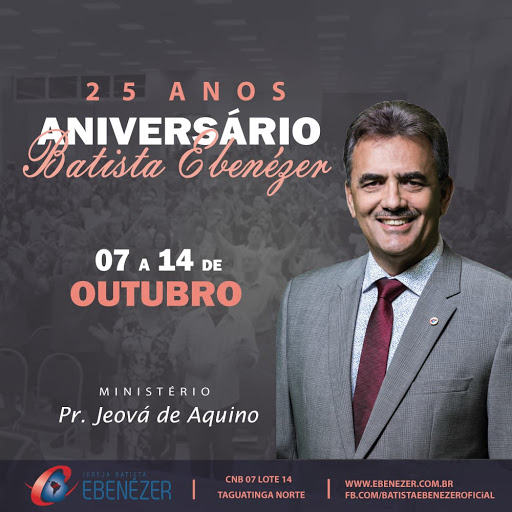 25 ANOS
ANIVERSÁRIO
Batista Ebenézer
07 A 14 DE
OUTUBRO
MINISTÉRIO
Pr. Jeová de Aquino
IGREJA BATISTA
EBENÉZER
CNB 07 LOTE 14
TAGUATINGA NORTE
WWW.EBENEZER.COM.BR
FB.COM/BATISTAEBENEZEROFICIAL